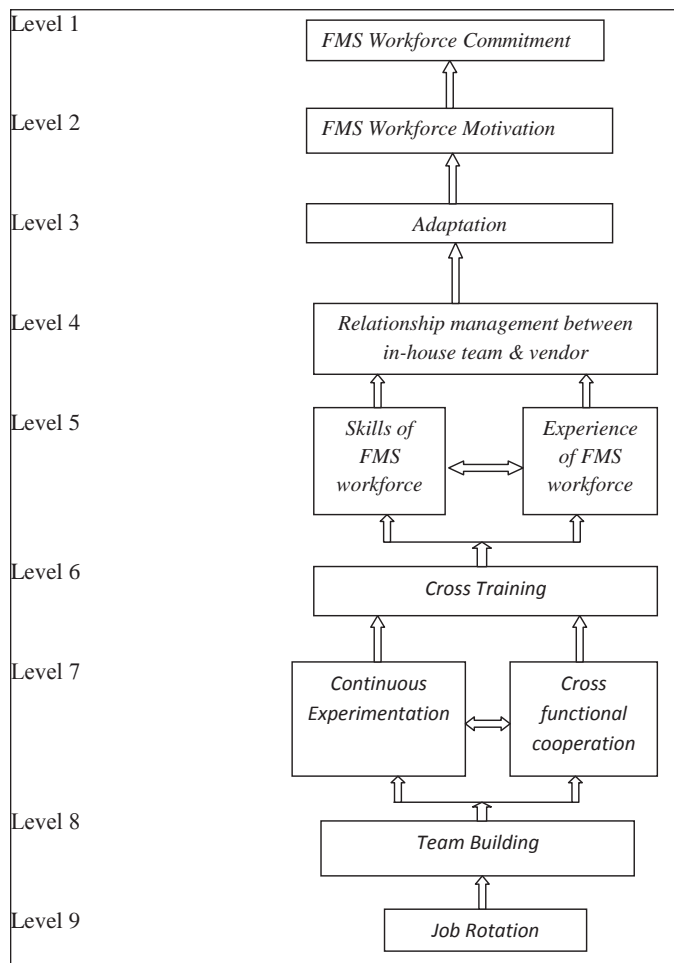 Level 1
FMS Workforce Commitment
Level 2
FMS Workforce Motivation
Level 3
Adaptation
Level 4
Relationship management between
in-house team & vendor
Level 5
Skills of
FMS
workforce
Experience
of FMS
workforce
Level 6
Cross Training
Level 7
Continuous
Experimentation
Cross
functional
cooperation
Level 8
Team Building
Level 9
Job Rotation